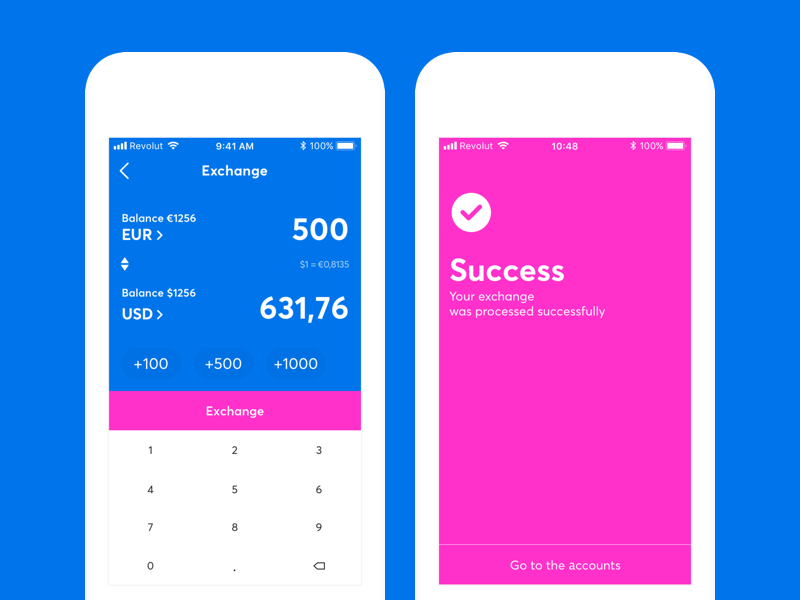 Revolut 9:41 AM 100%
Exchange
Balance €1256
EUR 500
$1 = €0,8135
Balance $1256
USD 631,76
+100 +500 +1000
Exchange
1 2 3
4 5 6
7 8 9
0 .
Revolut 10:48 100%
Success
Your exchange
was processed successfully
Go to the accounts